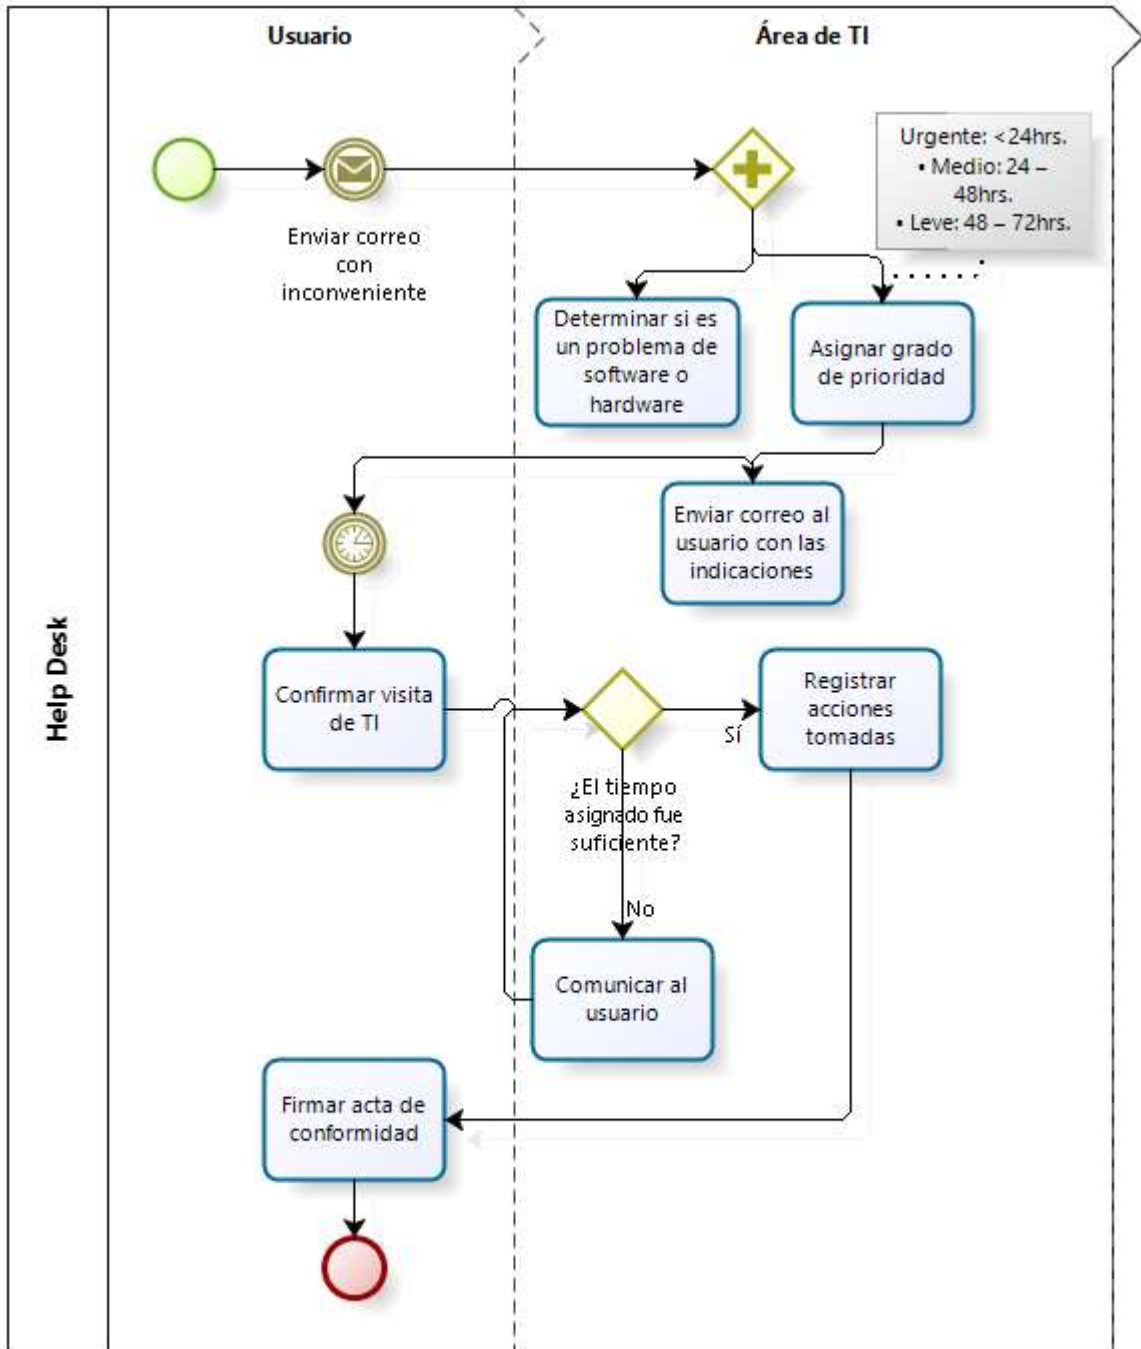 Usuario
Área de TI
Help Desk
Urgente: <24hrs.
• Medio: 24 –
48hrs.
• Leve: 48 – 72hrs.
Enviar correo
con
inconveniente
Determinar si es
un problema de
software o
hardware
Asignar grado
de prioridad
Enviar correo al
usuario con las
indicaciones
Confirmar visita
de TI
Registrar
acciones
tomadas
Sí
¿El tiempo
asignado fue
suficiente?
No
Comunicar al
usuario
Firmar acta de
conformidad